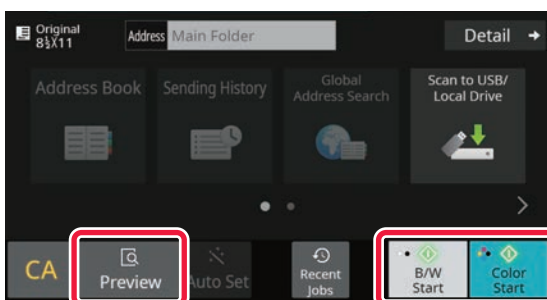 Original
8½X11
Address
Main Folder
Detail
Address Book
Sending History
Global
Address Search
Scan to USB/
Local Drive
CA
Preview
Auto Set
Recent
Jobs
B/W
Start
Color
Start